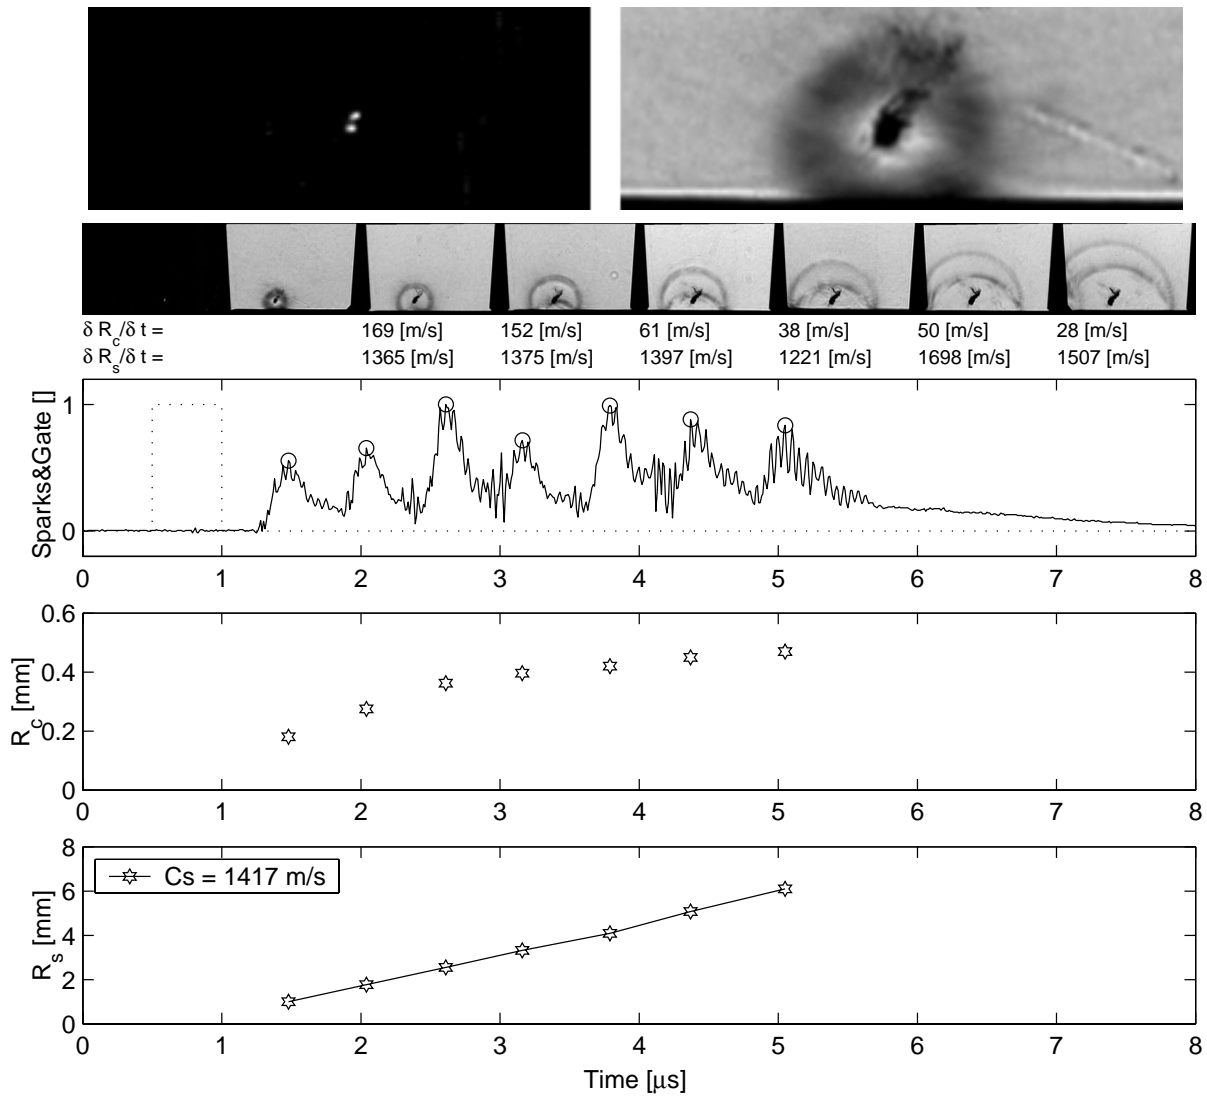 δ R_c/δ t = 169 [m/s] 152 [m/s] 61 [m/s] 38 [m/s] 50 [m/s] 28 [m/s]
δ R_s/δ t = 1365 [m/s] 1375 [m/s] 1397 [m/s] 1221 [m/s] 1698 [m/s] 1507 [m/s]
Sparks&Gate []
1
0
0 1 2 3 4 5 6 7 8
R_c [mm]
0.6
0.4
0.2
0
0 1 2 3 4 5 6 7 8
R_s [mm]
8
6
4
2
0
Cs = 1417 m/s
0 1 2 3 4 5 6 7 8
Time [μs]